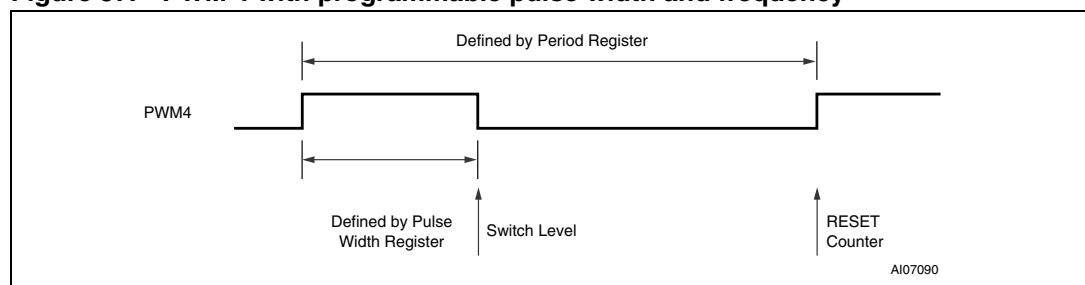 Defined by Period Register
PWM4
Defined by Pulse
Width Register
Switch Level
RESET
Counter
AI07090